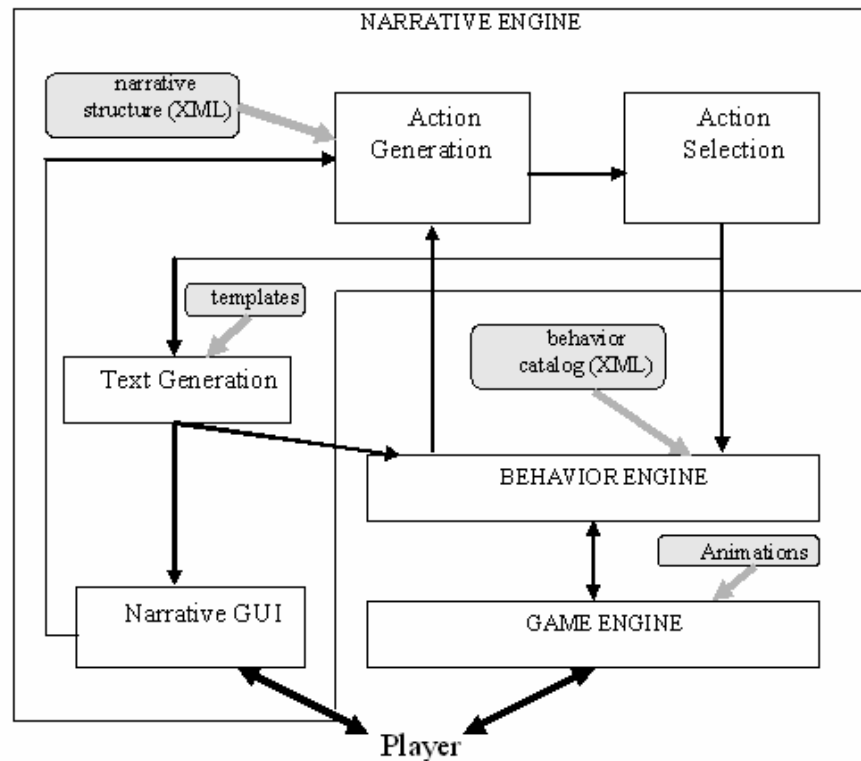 NARRATIVE ENGINE
narrative
structure (XML)
Action
Generation
Action
Selection
templates
behavior
catalog (XML)
Text Generation
BEHAVIOR ENGINE
Animations
Narrative GUI
GAME ENGINE
Player